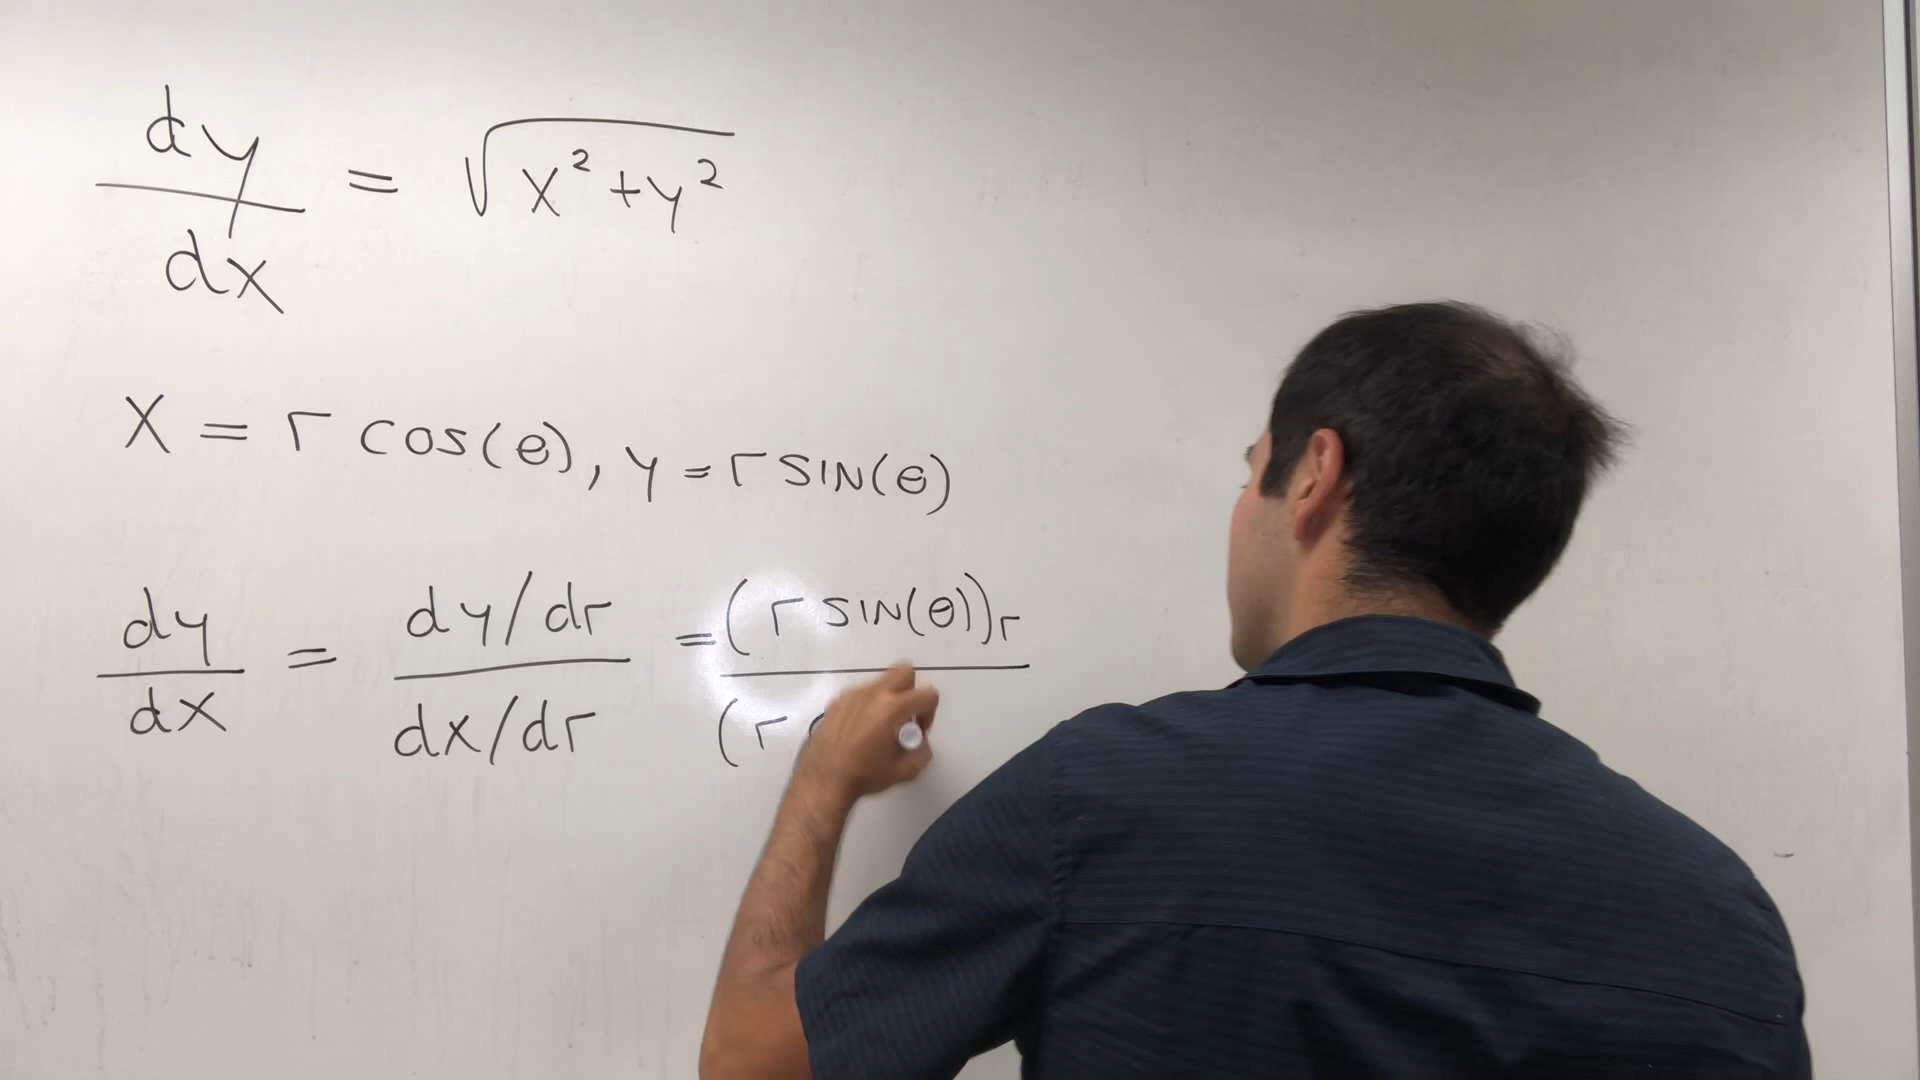 dy/dx = √(x²+y²)
x = r cos(θ), y = r SIN(θ)
dy/dx = (dy/dr)/(dx/dr) = (r SIN(θ))r / (r